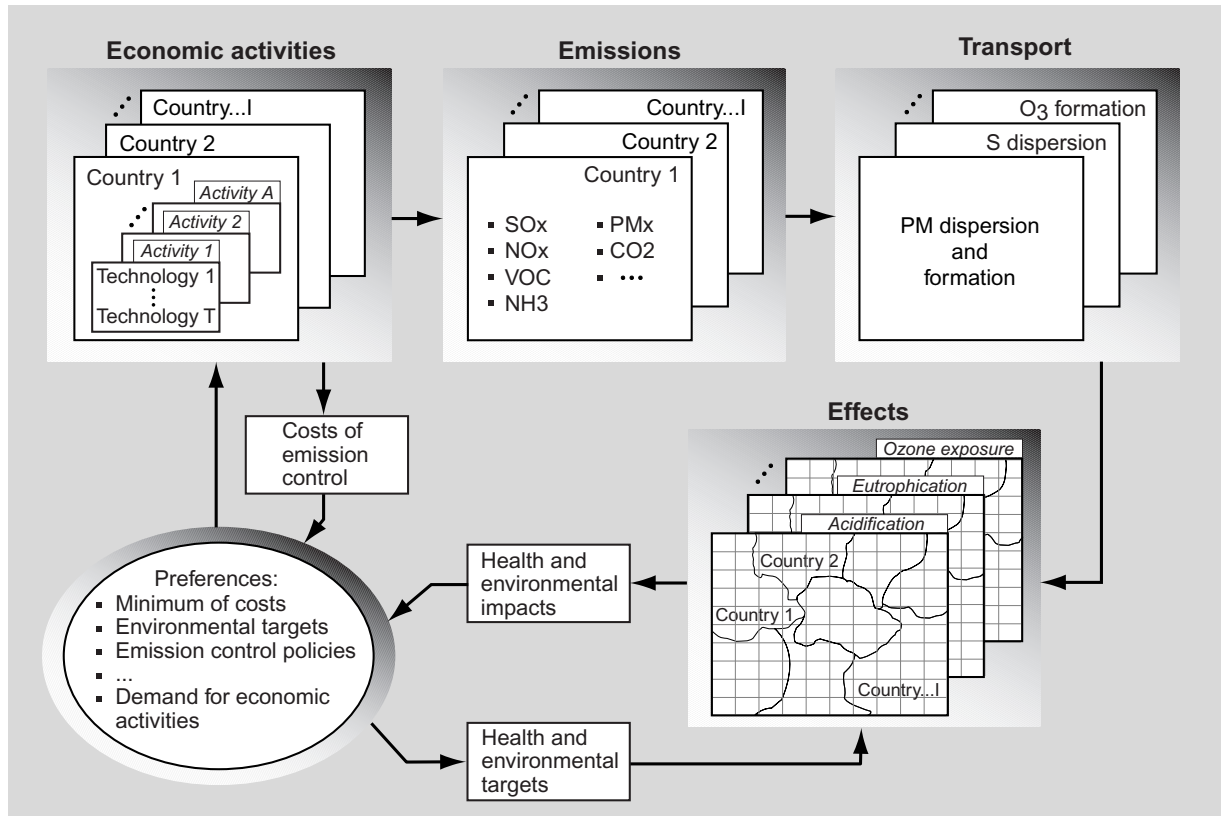 Economic activities
Country...I
Country 2
Country 1
Activity A
Activity 2
Activity 1
Technology 1
Technology T
Emissions
Country...I
Country 2
Country 1
▪ SOx
▪ NOx
▪ VOC
▪ NH3
▪ PMx
▪ CO2
▪ •••
Transport
O3 formation
S dispersion
PM dispersion
and
formation
Costs of
emission
control
Effects
Ozone exposure
Eutrophication
Acidification
Country 2
Country 1
Country...I
Health and
environmental
impacts
Preferences:
▪ Minimum of costs
▪ Environmental targets
▪ Emission control policies
▪ ...
▪ Demand for economic
activities
Health and
environmental
targets